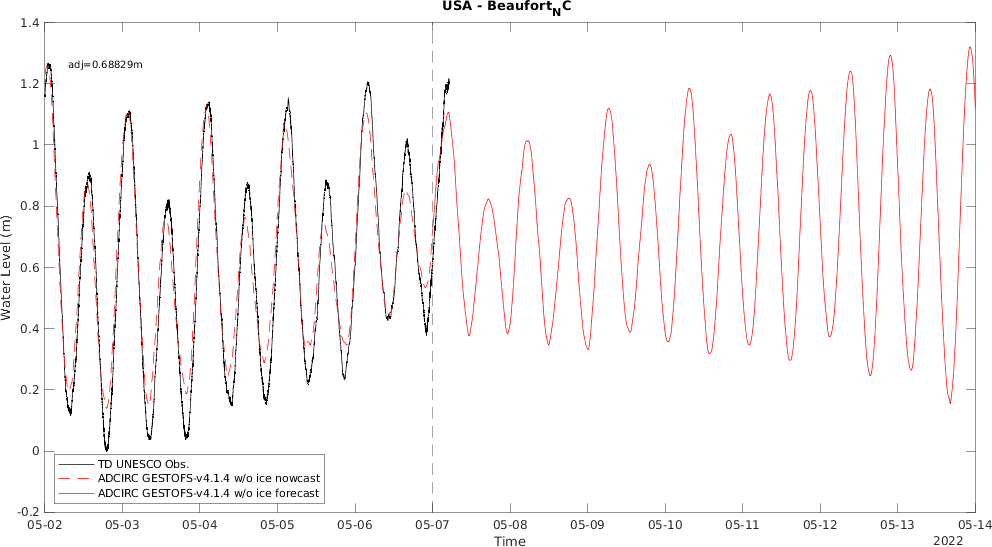 USA - Beaufort_NC
adj=0.68829m
1.4
1.2
1
0.8
0.6
0.4
0.2
0
-0.2
Water Level (m)
TD UNESCO Obs.
ADCIRC GESTOFS-v4.1.4 w/o ice nowcast
ADCIRC GESTOFS-v4.1.4 w/o ice forecast
05-02 05-03 05-04 05-05 05-06 05-07 05-08 05-09 05-10 05-11 05-12 05-13 05-14
Time
2022